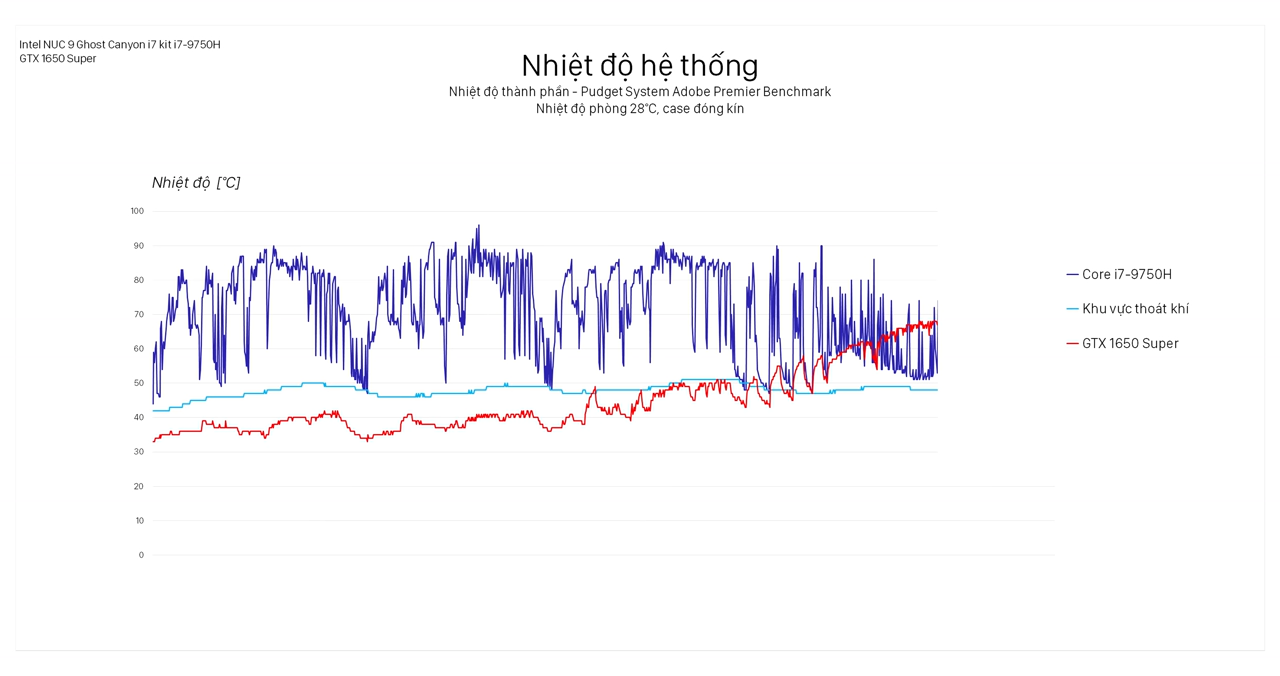 Intel NUC 9 Ghost Canyon i7 kit i7-9750H
GTX 1650 Super
Nhiệt độ hệ thống
Nhiệt độ thành phần - Pudget System Adobe Premier Benchmark
Nhiệt độ phòng 28°C, case đóng kín
Nhiệt độ [°C]
100
90
80
70
60
50
40
30
20
10
0
Core i7-9750H
Khu vực thoát khí
GTX 1650 Super